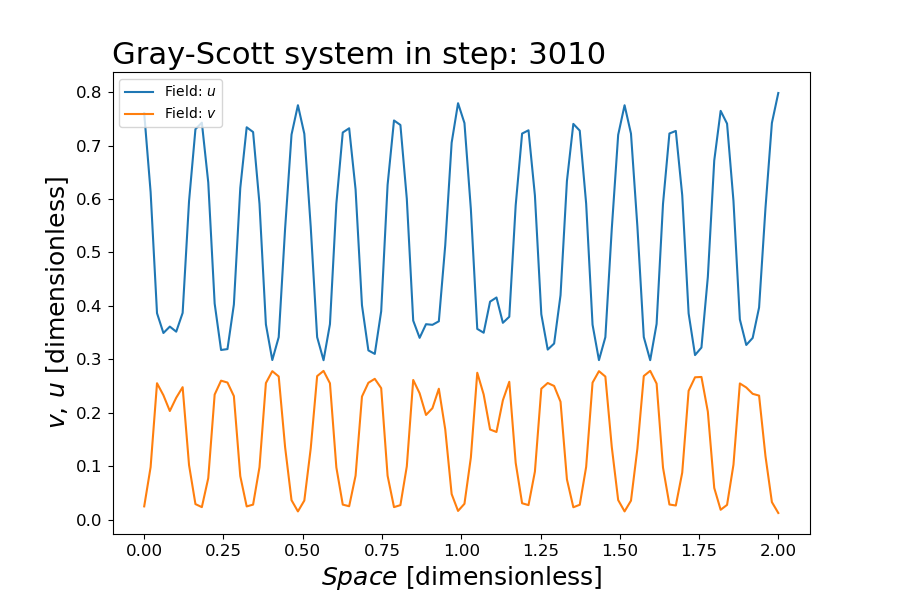 Gray-Scott system in step: 3010
Field: u
Field: v
0.8
0.7
0.6
0.5
0.4
0.3
0.2
0.1
0.0
v, u [dimensionless]
0.00 0.25 0.50 0.75 1.00 1.25 1.50 1.75 2.00
Space [dimensionless]